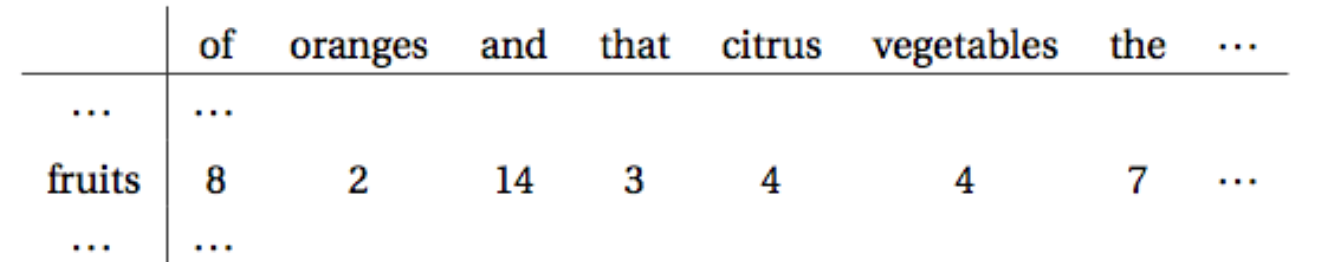 of oranges and that citrus vegetables the ⋯
⋯ ⋯
fruits 8 2 14 3 4 4 7 ⋯
⋯ ⋯